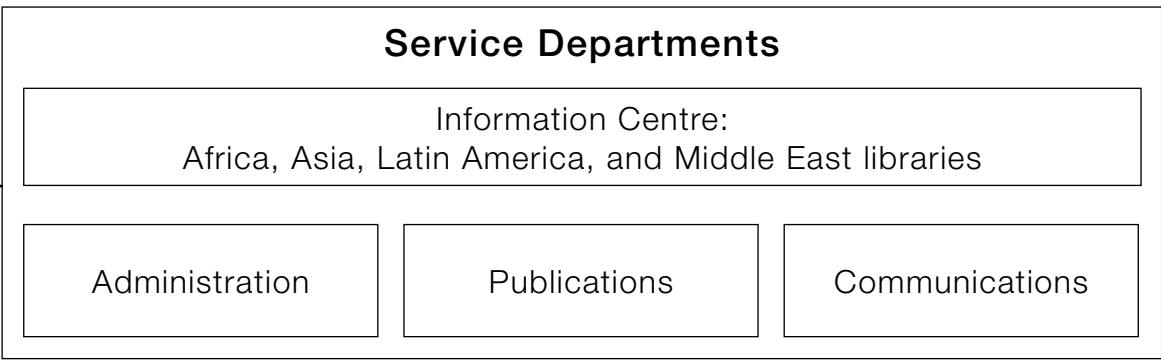 Service Departments
Information Centre:
Africa, Asia, Latin America, and Middle East libraries
Administration
Publications
Communications